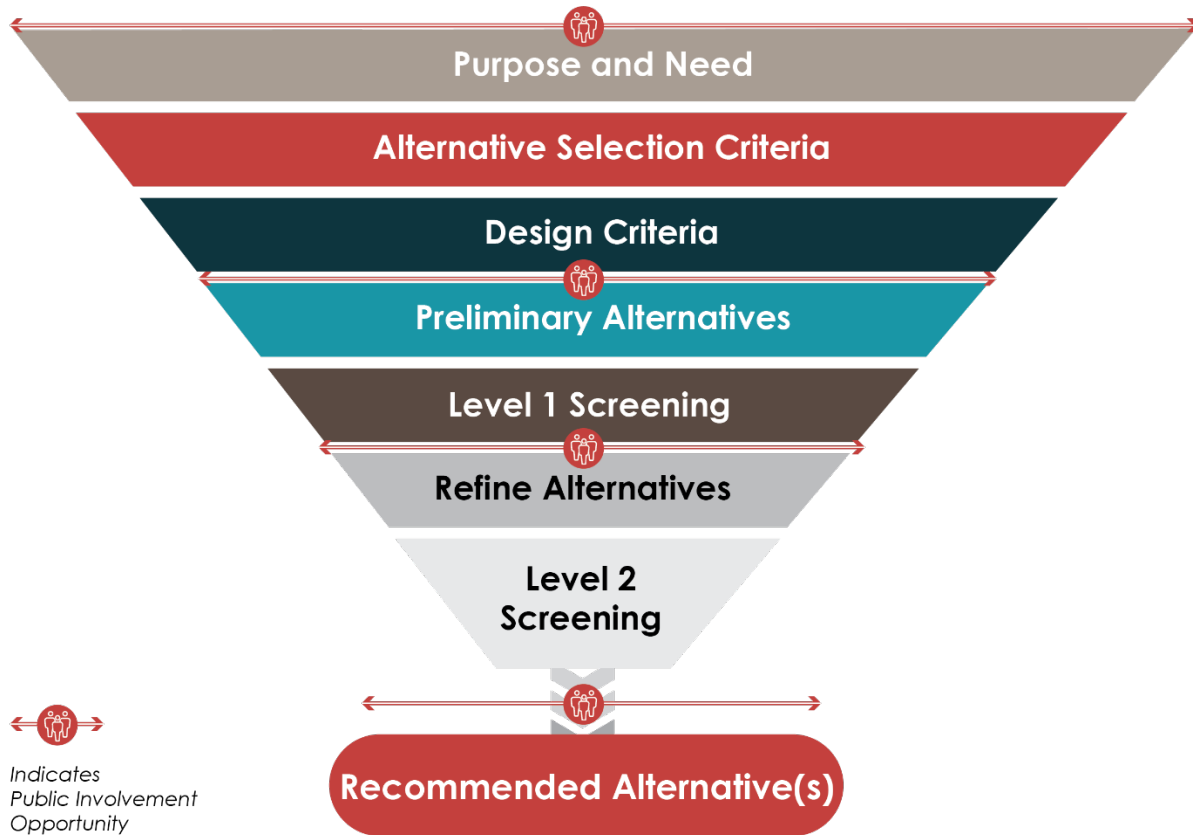 Purpose and Need
Alternative Selection Criteria
Design Criteria
Preliminary Alternatives
Level 1 Screening
Refine Alternatives
Level 2
Screening
Recommended Alternative(s)
Indicates
Public Involvement
Opportunity